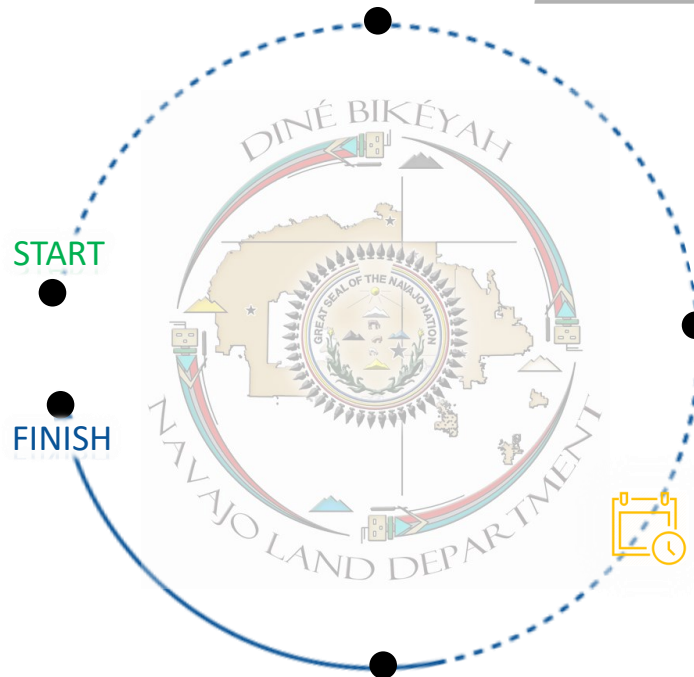 DINÉ BIKÉYAH
START
GREAT SEAL OF THE NAVAJO NATION
FINISH
NAVAJO LAND DEPARTMENT